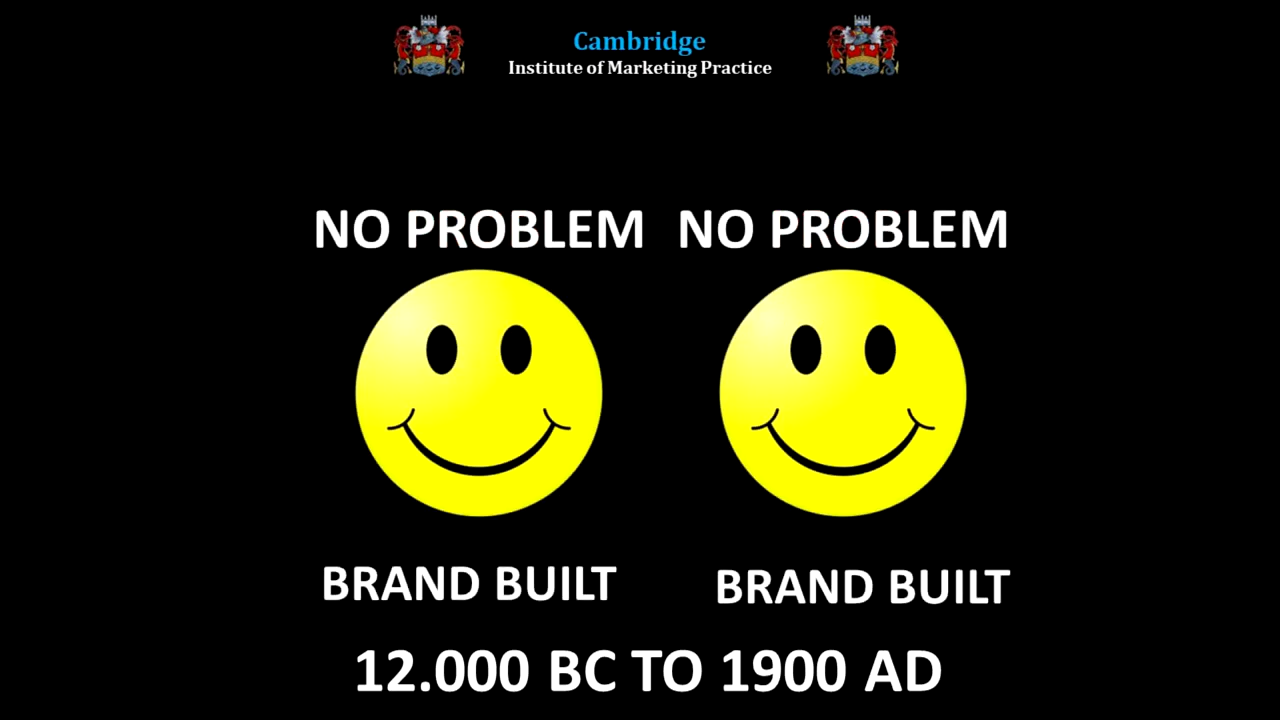 Cambridge
Institute of Marketing Practice
NO PROBLEM NO PROBLEM
BRAND BUILT BRAND BUILT
12.000 BC TO 1900 AD